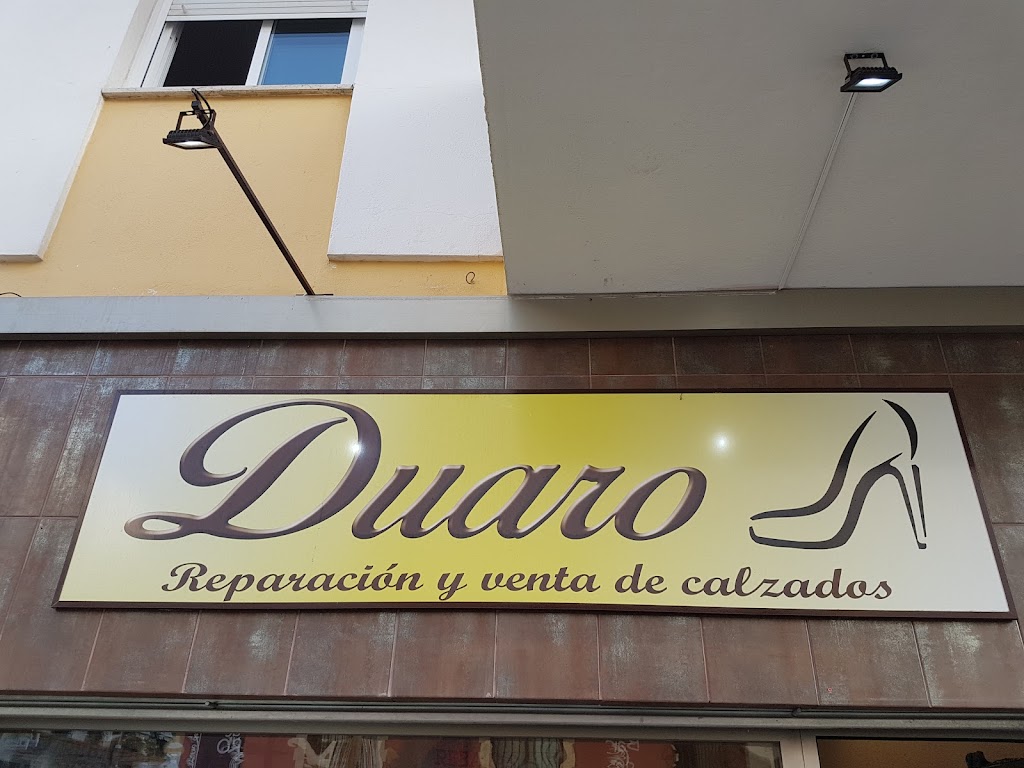 Duaro
Reparación y venta de calzados